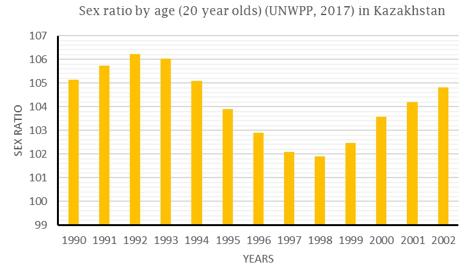 Sex ratio by age (20 year olds) (UNWPP, 2017) in Kazakhstan
107
106
105
104
103
102
101
100
99
SEX RATIO
1990 1991 1992 1993 1994 1995 1996 1997 1998 1999 2000 2001 2002
YEARS